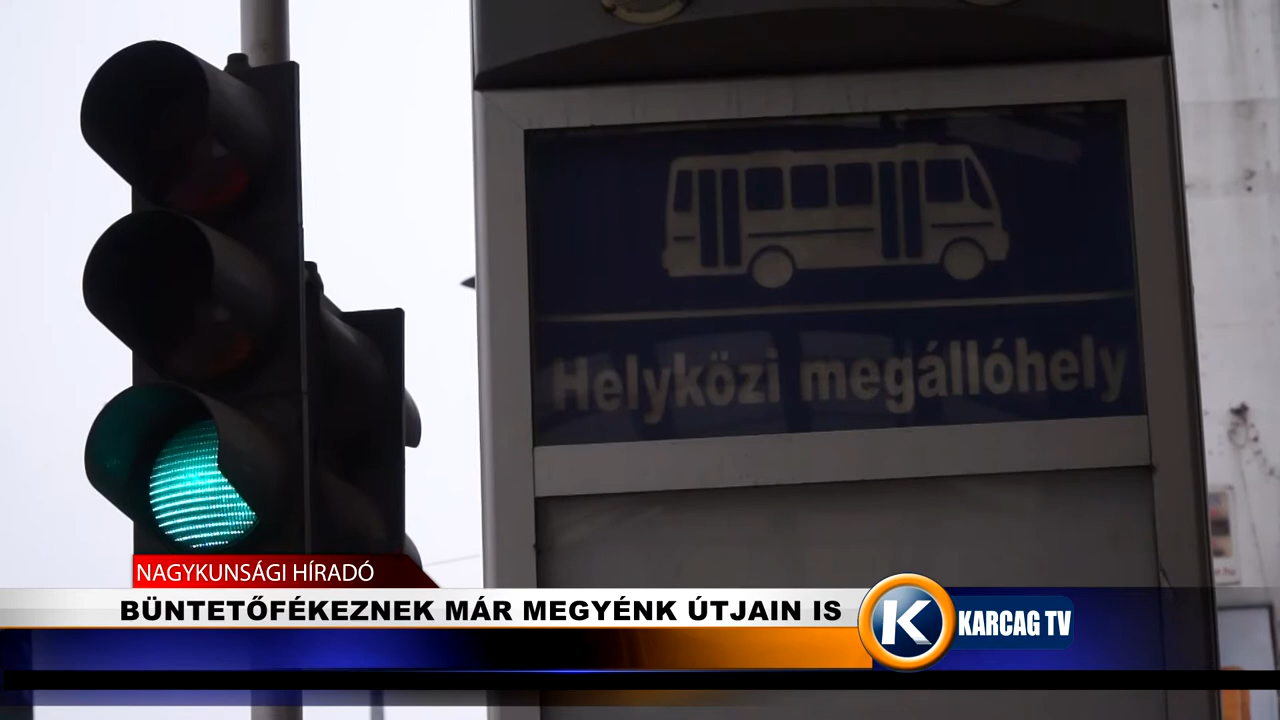 Helyközi megállóhely
NAGYKUNSÁGI HÍRADÓ
BÜNTETŐFÉKEZNEK MÁR MEGYÉNK ÚTJAIN IS
K KARCAG TV